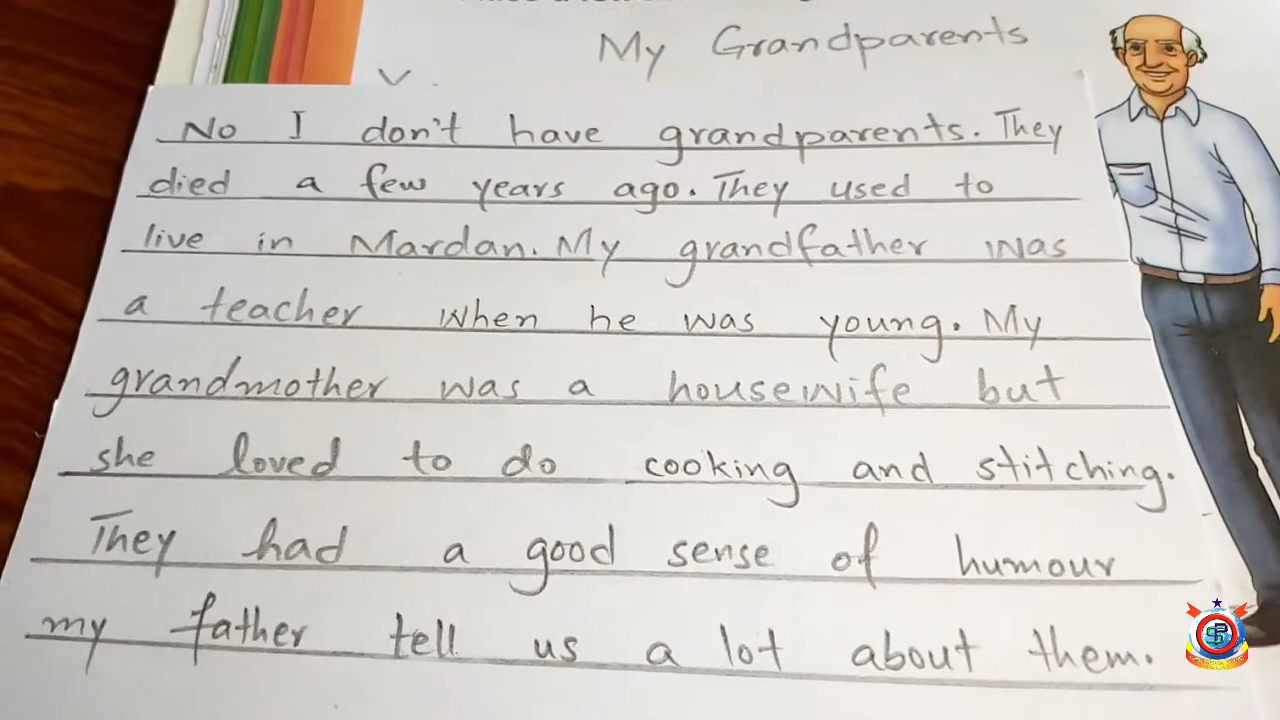 My Grandparents
No I don't have grandparents. They
died a few years ago. They used to
live in Mardan. My grandfather was
a teacher when he was young. My
grandmother was a housewife but
she loved to do cooking and stitching.
They had a good sense of humour
my father tell us a lot about them.